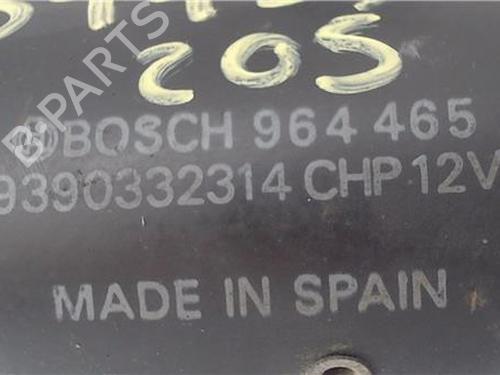 205
BOSCH 964 465
9390332314 CHP 12V
MADE IN SPAIN